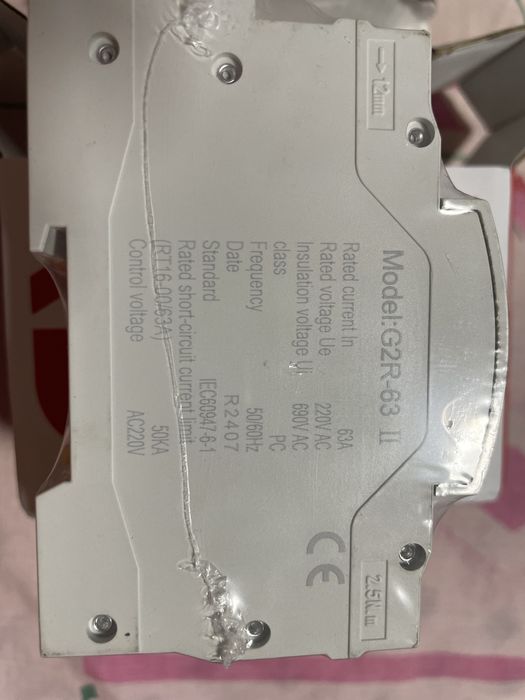 Model:G2R-63 II
Rated current In 63A
Rated voltage Ue 220V AC
Insulation voltage Ui 690V AC
class PC
Frequency 50/60Hz
Date R2407
Standard IEC60947-6-1
Rated short-circuit current limit
(RT16-00/63A) 50KA
Control voltage AC220V
CE
12mm
2.5N.m